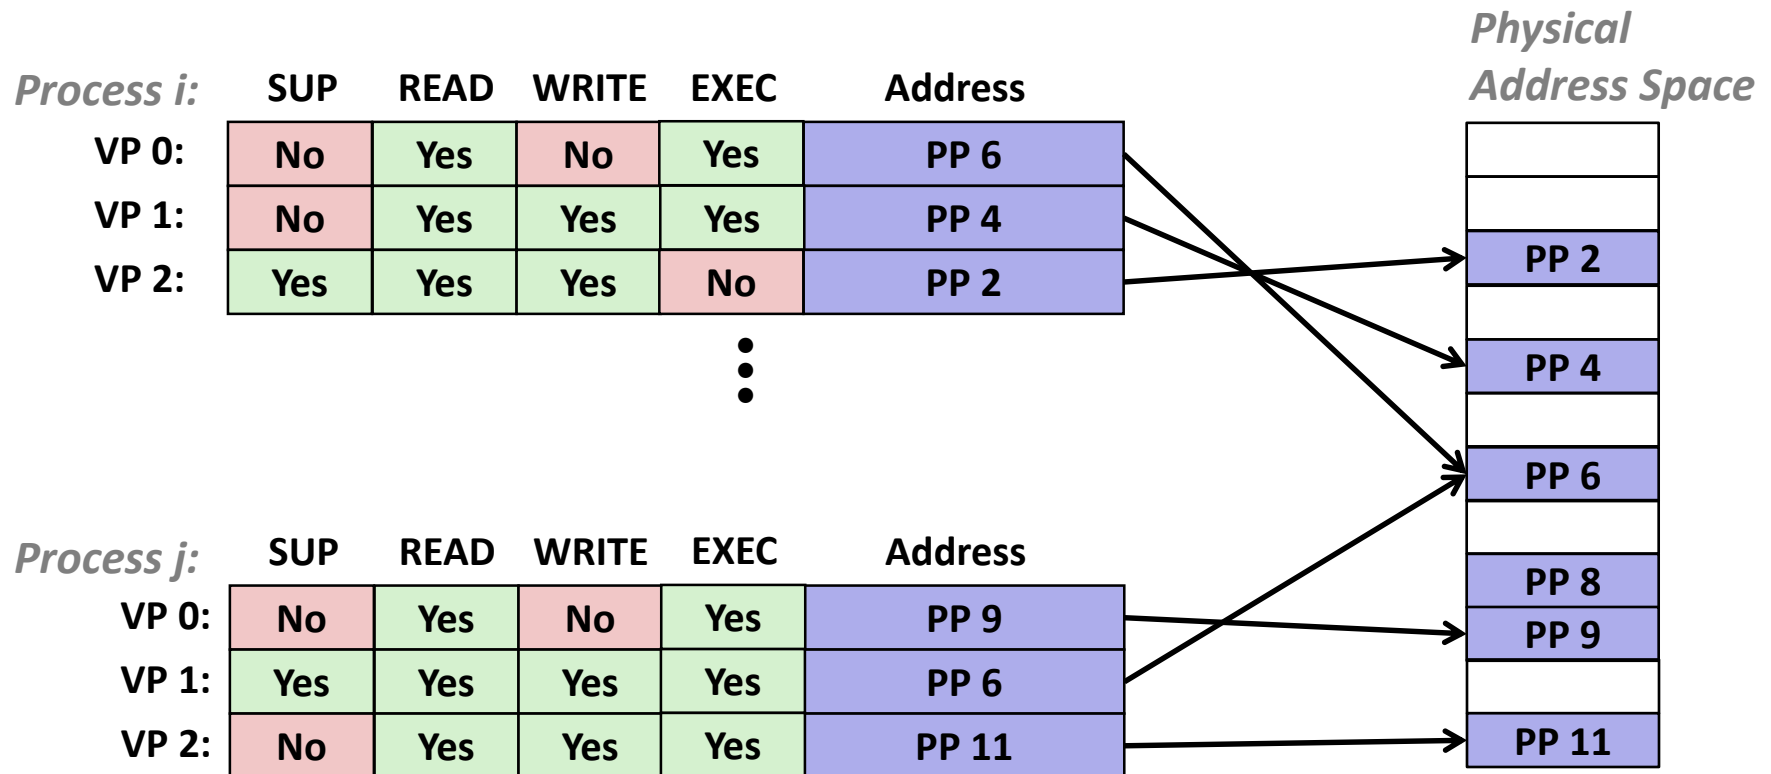 Physical
Address Space
Process i: SUP READ WRITE EXEC Address
VP 0: No Yes No Yes PP 6
VP 1: No Yes Yes Yes PP 4
VP 2: Yes Yes Yes No PP 2
PP 2
PP 4
PP 6
PP 8
PP 9
PP 11
Process j: SUP READ WRITE EXEC Address
VP 0: No Yes No Yes PP 9
VP 1: Yes Yes Yes Yes PP 6
VP 2: No Yes Yes Yes PP 11